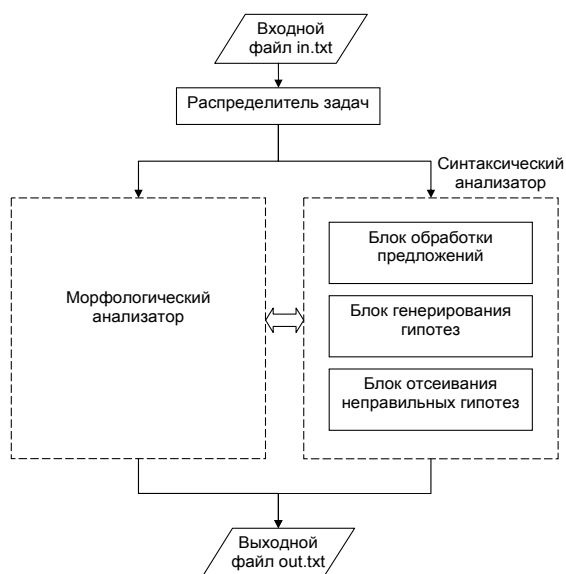 Входной
файл in.txt
Распределитель задач
Синтаксический
анализатор
Морфологический
анализатор
Блок обработки
предложений
Блок генерирования
гипотез
Блок отсеивания
неправильных гипотез
Выходной
файл out.txt